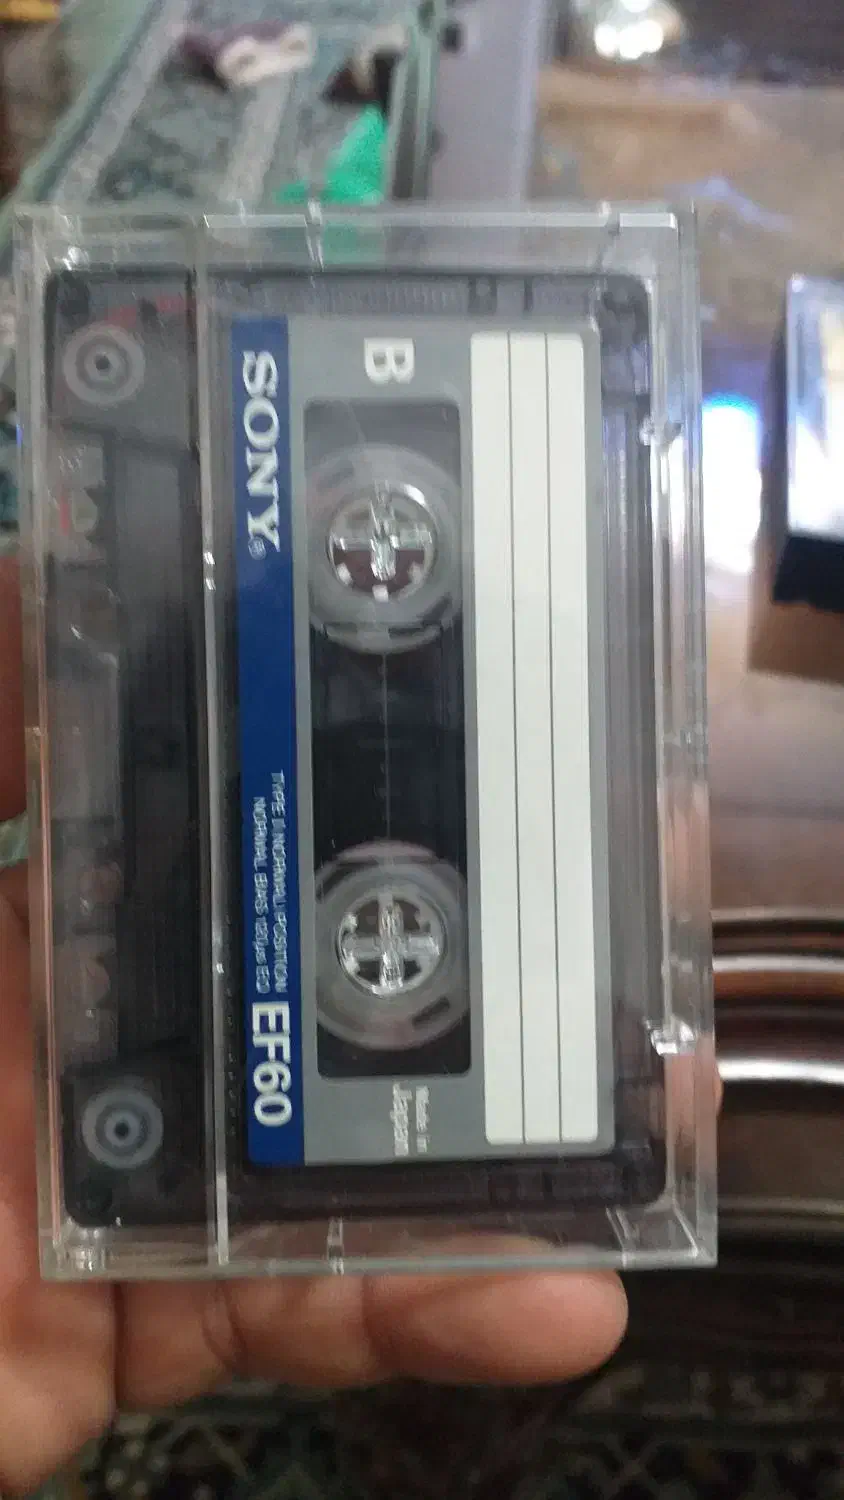 B
Made in
Japan
SONY®
TYPE I (NORMAL) POSITION
NORMAL BIAS 120μs EQ
EF60